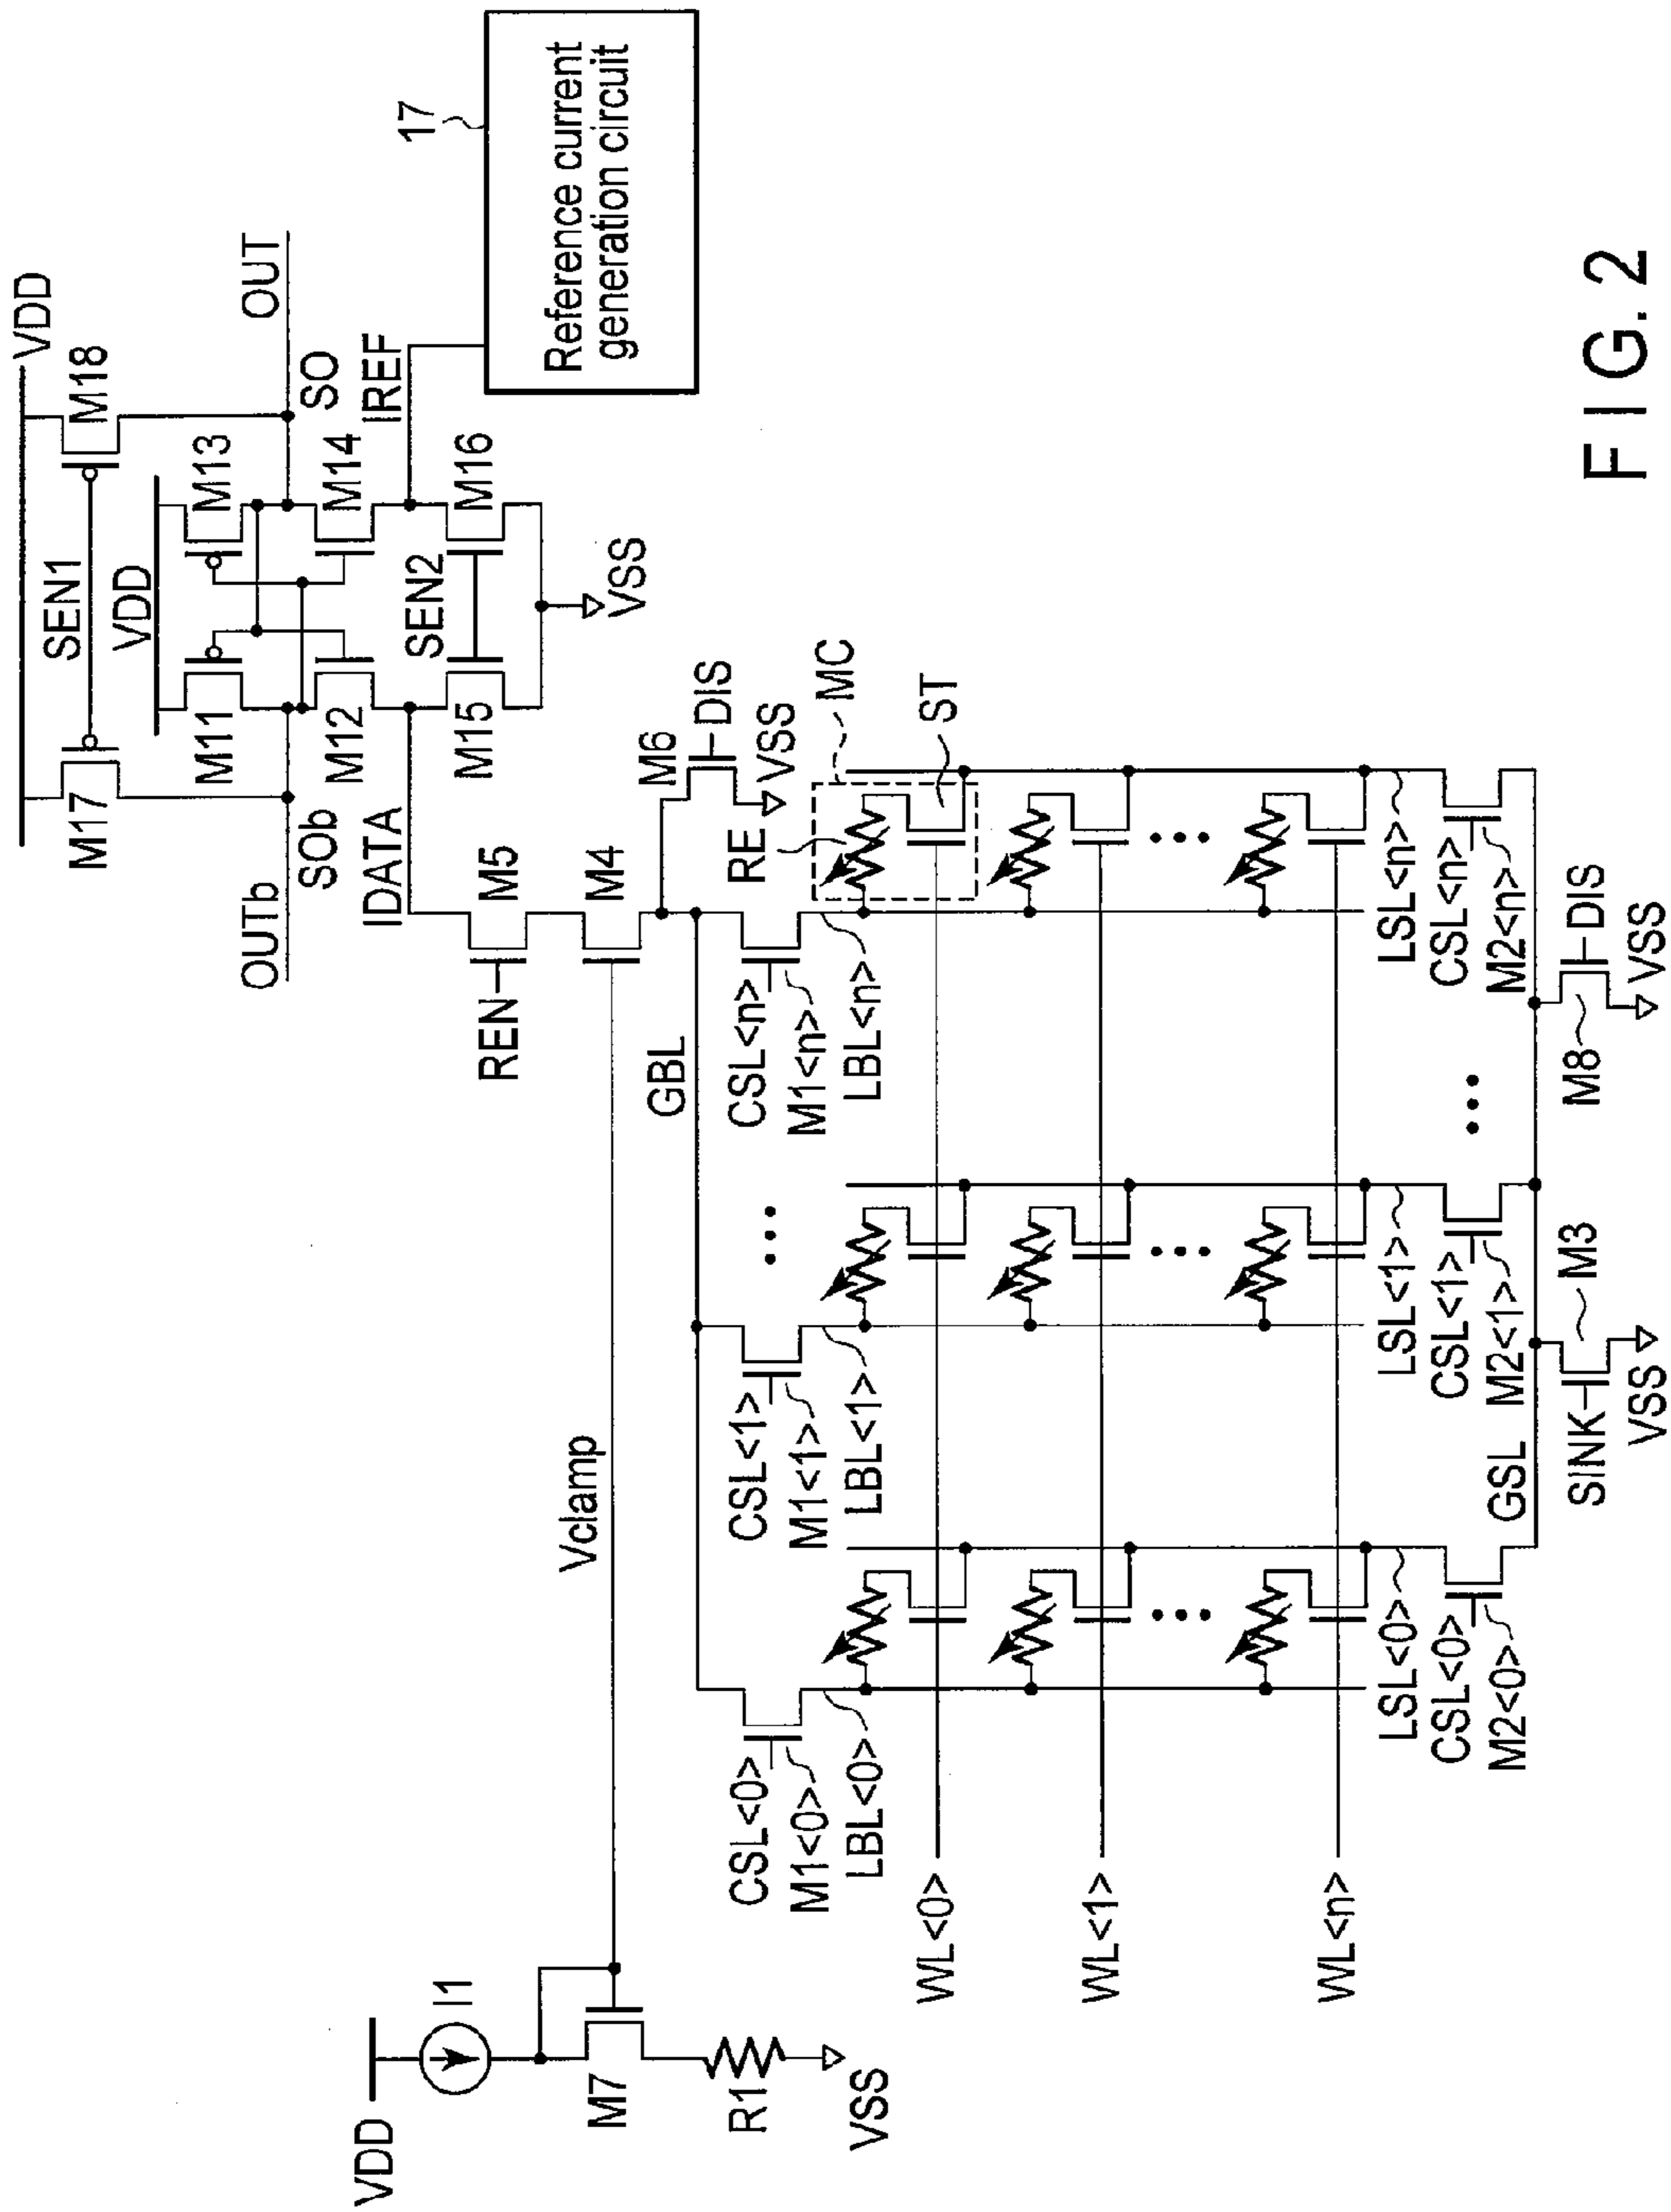 VDD
SEN1
M17
M18
VDD
M11
M13
OUTb
OUT
SOb
SO
M12
M14
IDATA
IREF
17
Reference current
generation circuit
M15
SEN2
M16
VSS
REN
M5
M4
VDD
I1
Vclamp
M7
R1
VSS
M6
DIS
VSS
GBL
CSL<0>
M1<0>
LBL<0>
CSL<1>
M1<1>
LBL<1>
CSL<n>
M1<n>
LBL<n>
RE
MC
ST
WL<0>
WL<1>
WL<n>
LSL<0>
CSL<0>
M2<0>
LSL<1>
CSL<1>
M2<1>
LSL<n>
CSL<n>
M2<n>
GSL
SINK
M3
VSS
M8
DIS
VSS
FIG. 2